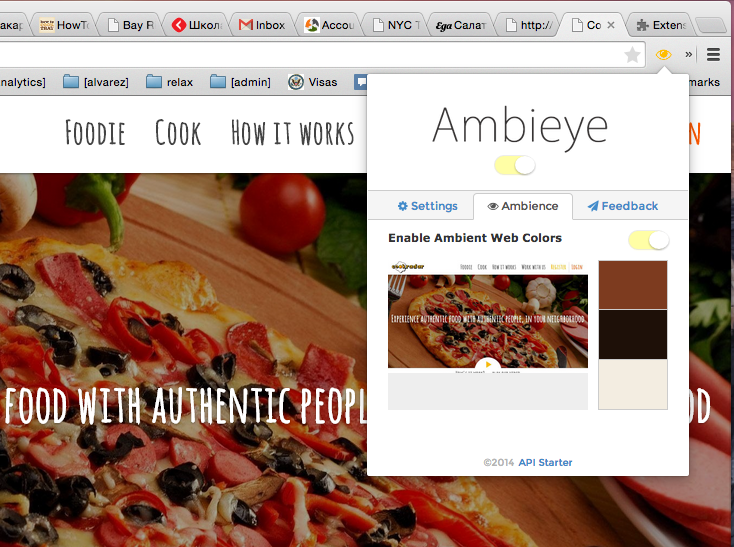 акар HowTo Bay R Школ Inbox Accou NYC T Еда Салат http:/ Co Extens
nalytics] [alvarez] relax [admin] Visas marks
Foodie Cook How it works N
Ambieye
Settings Ambience Feedback
Enable Ambient Web Colors
Foodie Cook How it works Work with us Register Login
Experience authentic food with authentic people, in your neighborhood
food with authentic peopl OD
©2014 API Starter